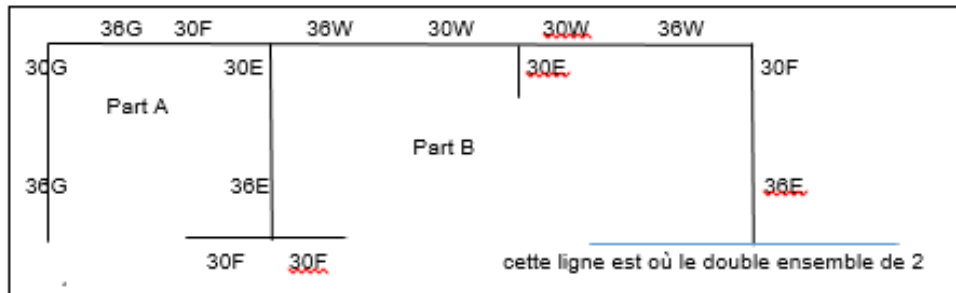 36G 30F 36W 30W 30W 36W
30G 30E 30E 30F
Part A
Part B
36G 36E 36E
30F 30F
cette ligne est où le double ensemble de 2